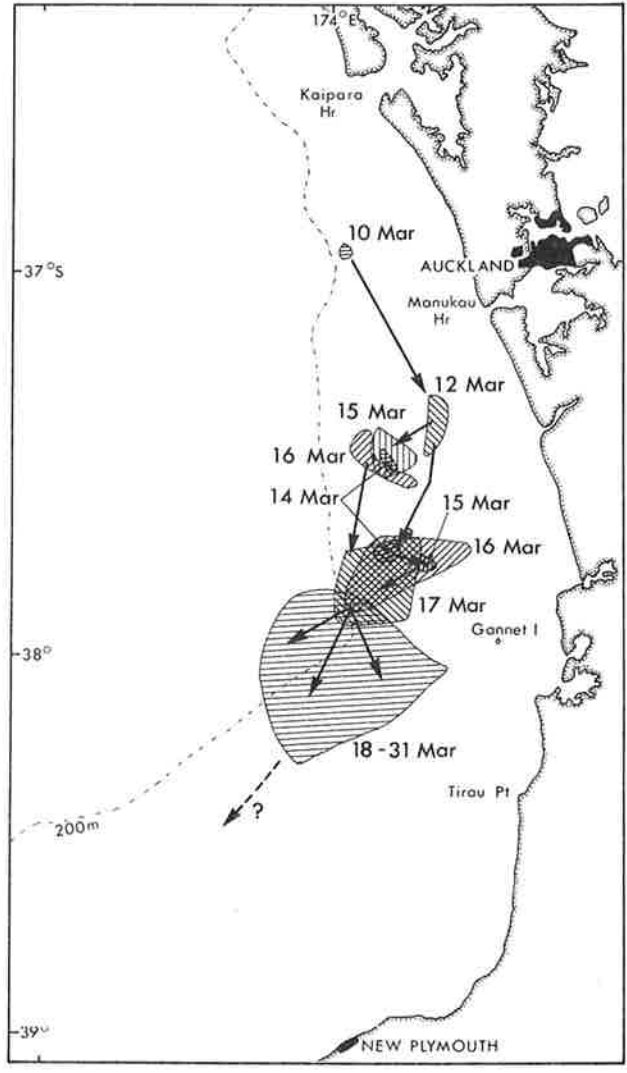 174°E
Kaipara
Hr
10 Mar
37°S
AUCKLAND
Manukau
Hr
12 Mar
15 Mar
16 Mar
14 Mar
15 Mar
16 Mar
17 Mar
Gannet I
38°
18 - 31 Mar
Tirau Pt
?
200m
39°
NEW PLYMOUTH